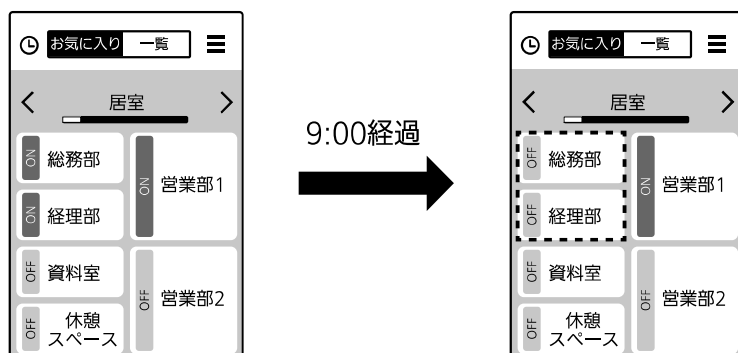 お気に入り 一覧
居室
ON 総務部
ON 営業部1
ON 経理部
OFF 資料室
OFF 営業部2
OFF 休憩
スペース
9:00経過
お気に入り 一覧
居室
OFF 総務部
ON 営業部1
OFF 経理部
OFF 資料室
OFF 営業部2
OFF 休憩
スペース